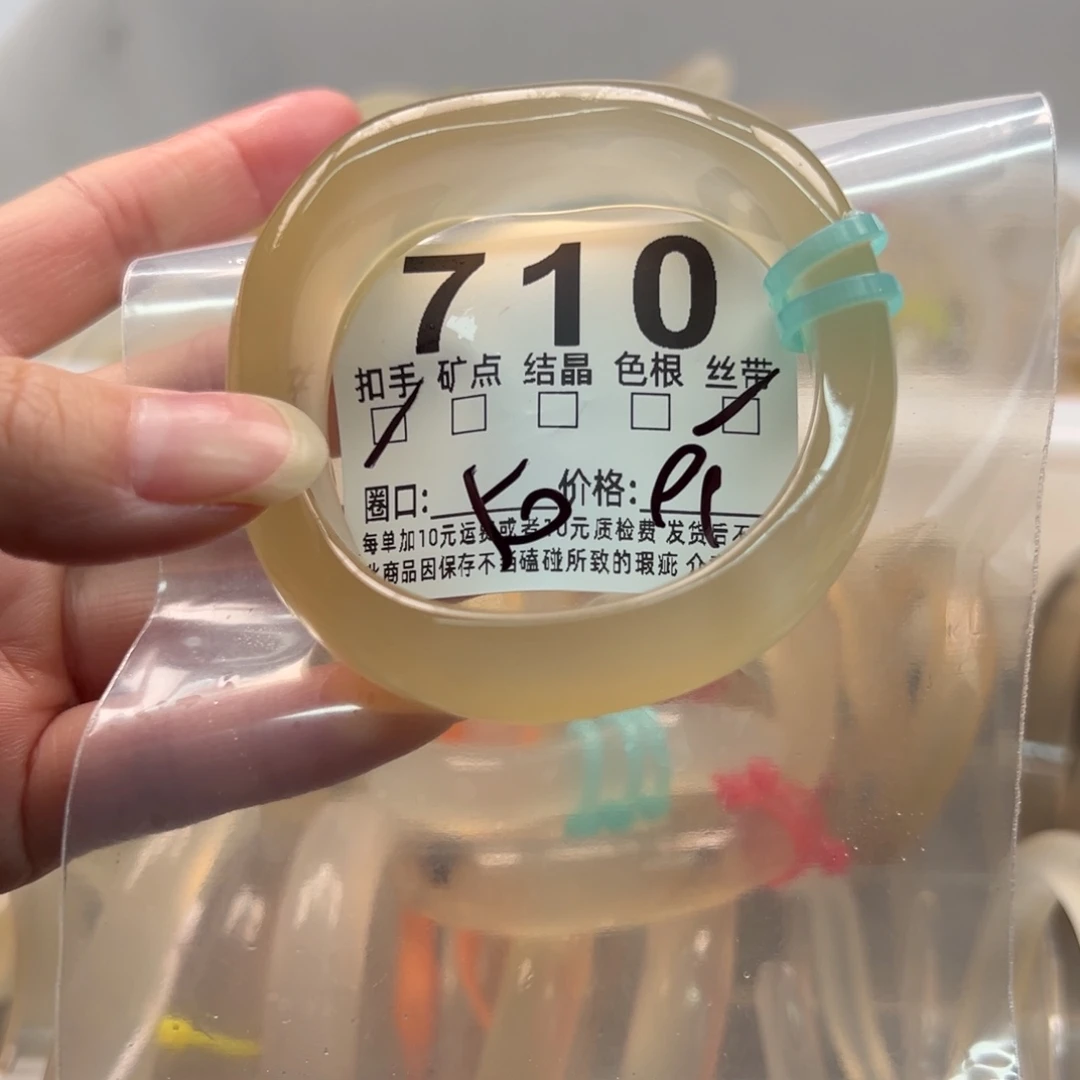 710
扣手 矿点 结晶 色根 丝带
圈口: 价格:
每单加10元运费或者10元质检费 发货后不
商品因保存不当磕碰所致的瑕疵